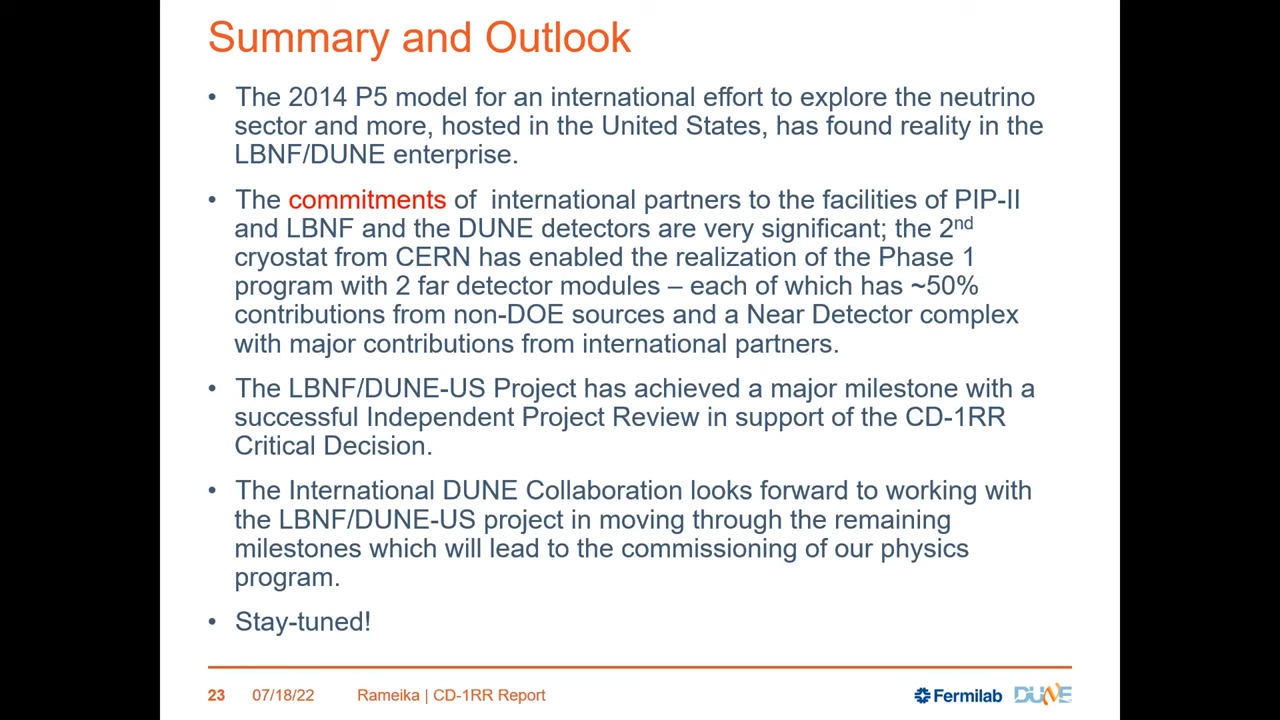 Summary and Outlook
• The 2014 P5 model for an international effort to explore the neutrino
sector and more, hosted in the United States, has found reality in the
LBNF/DUNE enterprise.
• The commitments of  international partners to the facilities of PIP-II
and LBNF and the DUNE detectors are very significant; the 2nd
cryostat from CERN has enabled the realization of the Phase 1
program with 2 far detector modules – each of which has ~50%
contributions from non-DOE sources and a Near Detector complex
with major contributions from international partners.
• The LBNF/DUNE-US Project has achieved a major milestone with a
successful Independent Project Review in support of the CD-1RR
Critical Decision.
• The International DUNE Collaboration looks forward to working with
the LBNF/DUNE-US project in moving through the remaining
milestones which will lead to the commissioning of our physics
program.
• Stay-tuned!
23 07/18/22 Rameika | CD-1RR Report Fermilab DUNE